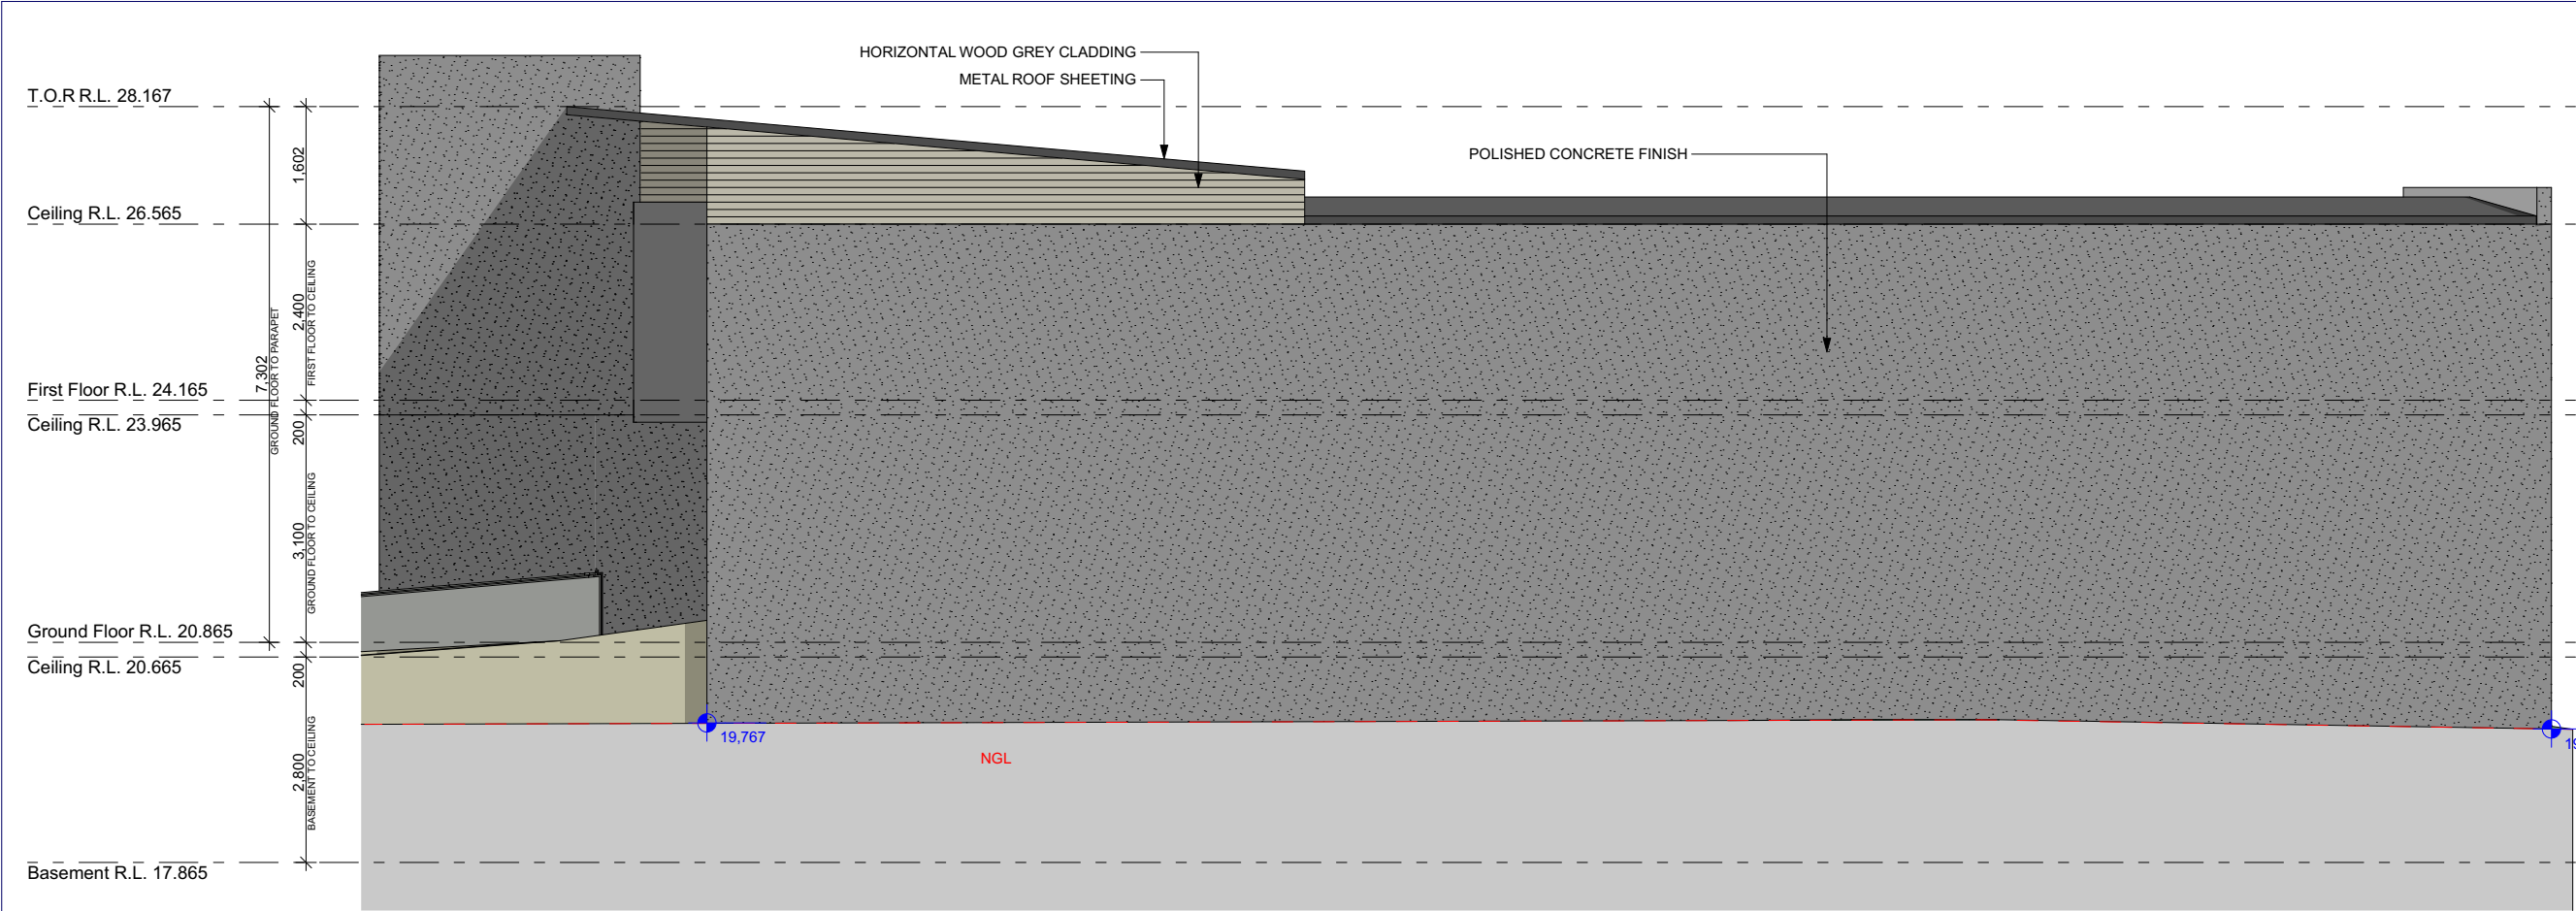 HORIZONTAL WOOD GREY CLADDING
METAL ROOF SHEETING
T.O.R R.L. 28.167
POLISHED CONCRETE FINISH
1,602
Ceiling R.L. 26.565
2,400
FIRST FLOOR TO CEILING
7,302
GROUND FLOOR TO PARAPET
First Floor R.L. 24.165
Ceiling R.L. 23.965
200
3,100
GROUND FLOOR TO CEILING
Ground Floor R.L. 20.865
Ceiling R.L. 20.665
200
19,767
NGL
2,800
BASEMENT TO CEILING
Basement R.L. 17.865